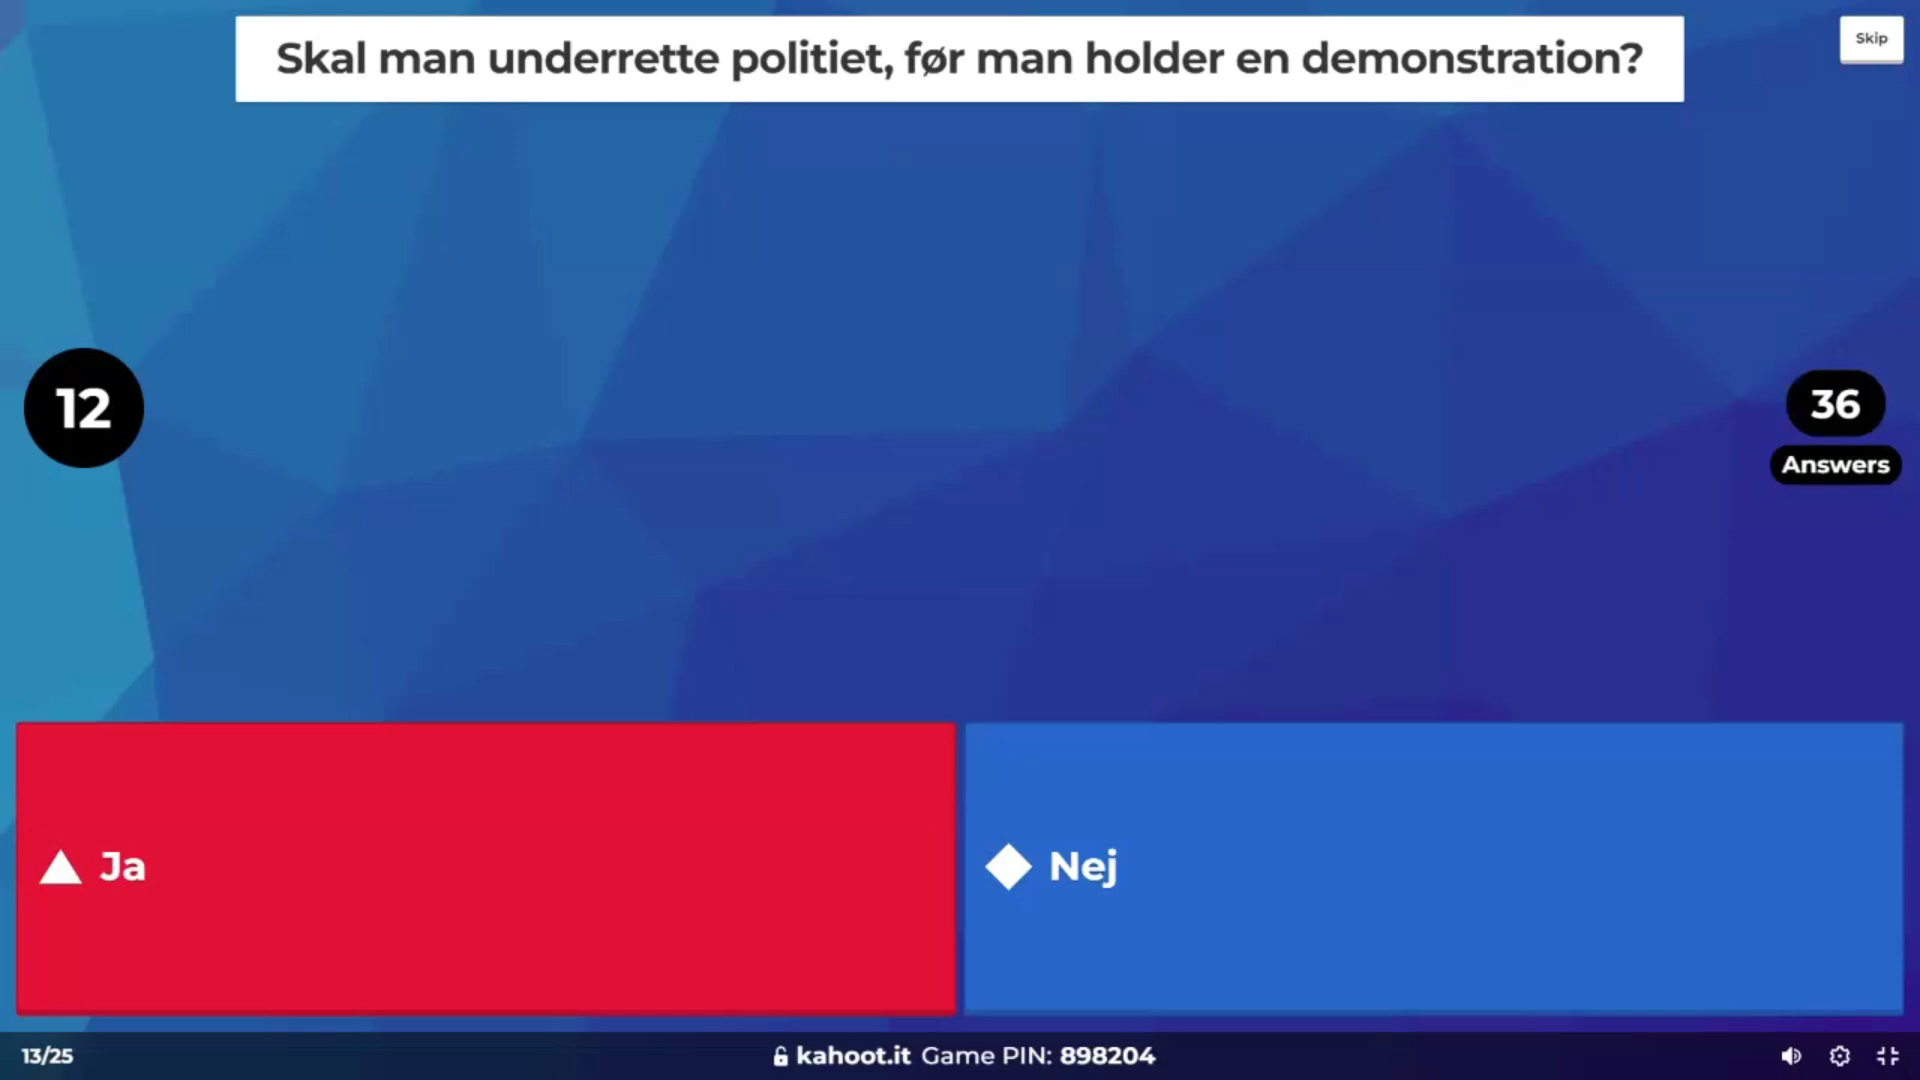 Skal man underrette politiet, før man holder en demonstration?
Skip
12
36
Answers
Ja
Nej
13/25
kahoot.it Game PIN: 898204